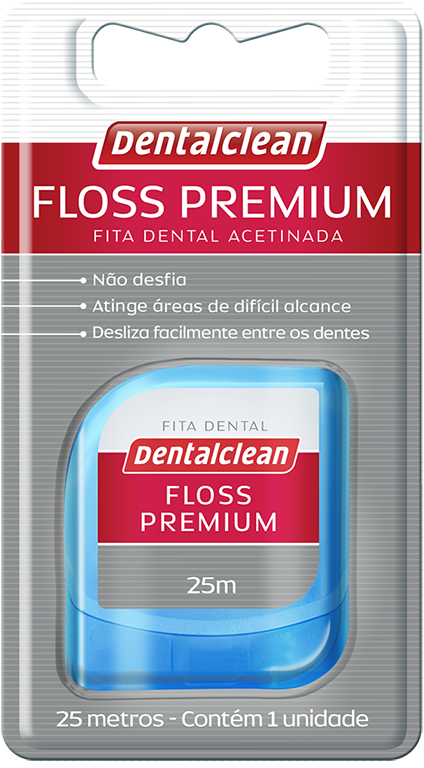 Dentalclean
FLOSS PREMIUM
FITA DENTAL ACETINADA
Não desfia
Atinge áreas de difícil alcance
Desliza facilmente entre os dentes
FITA DENTAL
Dentalclean
FLOSS
PREMIUM
25m
25 metros - Contém 1 unidade